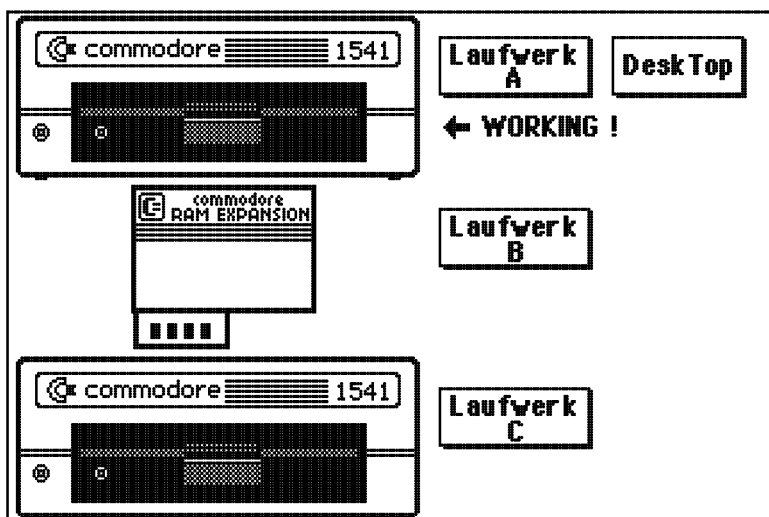 commodore 1541
Laufwerk
A
DeskTop
← WORKING !
commodore
RAM EXPANSION
Laufwerk
B
commodore 1541
Laufwerk
C